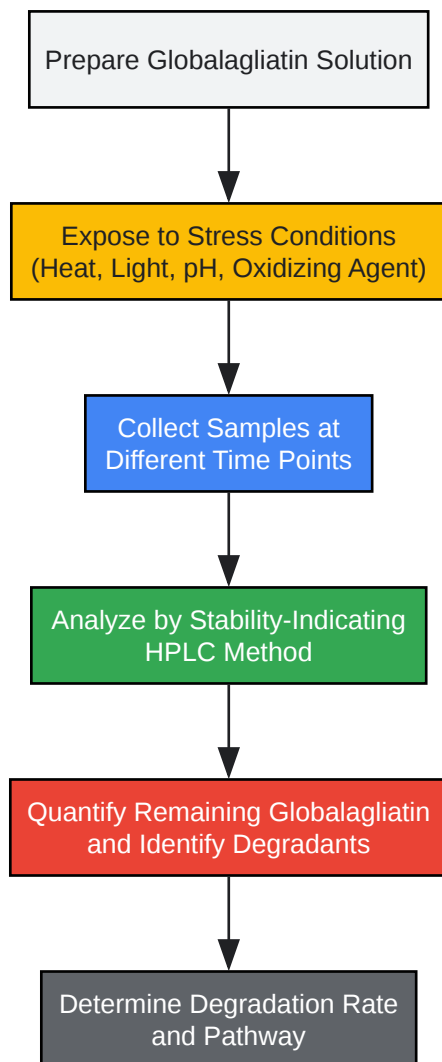 Prepare Globalagliatin Solution
Expose to Stress Conditions
(Heat, Light, pH, Oxidizing Agent)
Collect Samples at
Different Time Points
Analyze by Stability-Indicating
HPLC Method
Quantify Remaining Globalagliatin
and Identify Degradants
Determine Degradation Rate
and Pathway